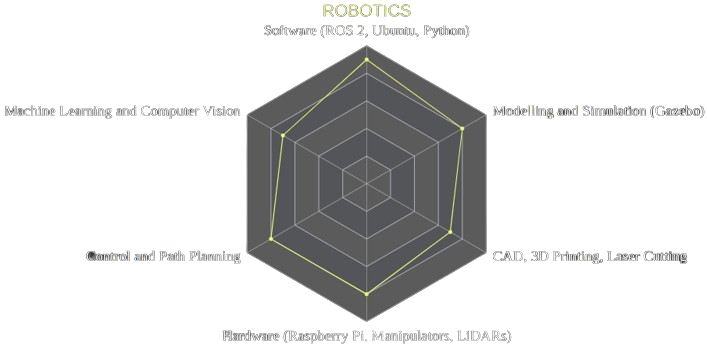 ROBOTICS
Software (ROS 2, Ubuntu, Python)
Machine Learning and Computer Vision
Modelling and Simulation (Gazebo)
Control and Path Planning
CAD, 3D Printing, Laser Cutting
Hardware (Raspberry Pi, Manipulators, LiDARs)